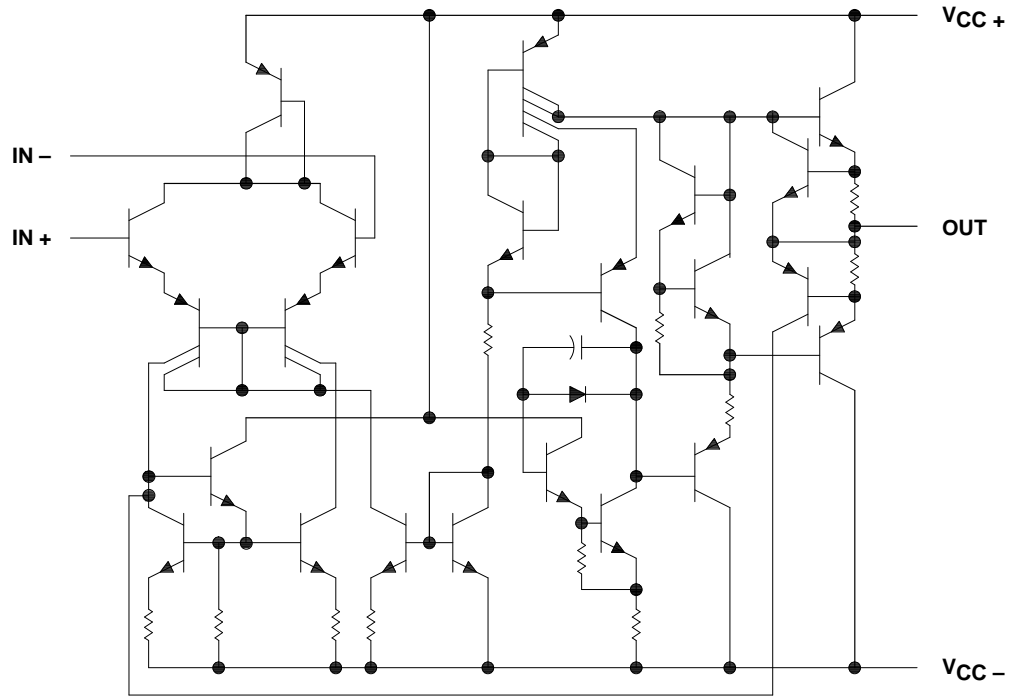 VCC +
IN –
IN +
OUT
VCC –